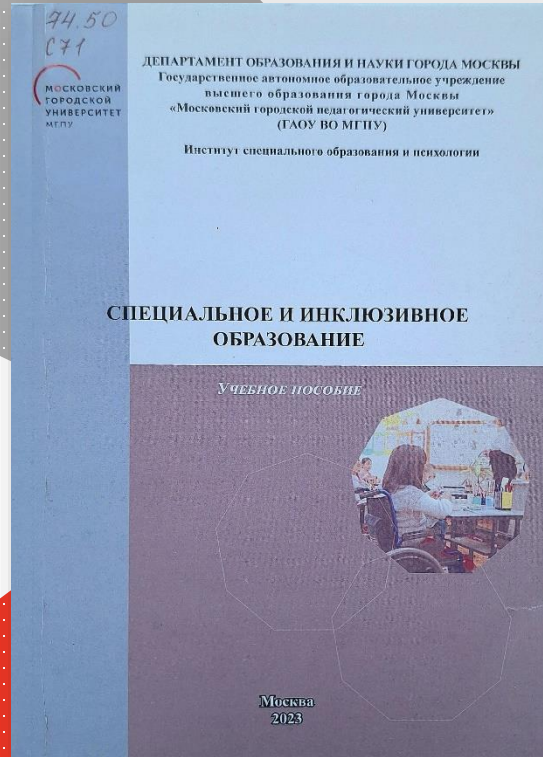 74.50
С71
МОСКОВСКИЙ
ГОРОДСКОЙ
УНИВЕРСИТЕТ
МГПУ
ДЕПАРТАМЕНТ ОБРАЗОВАНИЯ И НАУКИ ГОРОДА МОСКВЫ
Государственное автономное образовательное учреждение
высшего образования города Москвы
«Московский городской педагогический университет»
(ГАОУ ВО МГПУ)
Институт специального образования и психологии
СПЕЦИАЛЬНОЕ И ИНКЛЮЗИВНОЕ
ОБРАЗОВАНИЕ
УЧЕБНОЕ ПОСОБИЕ
Москва
2023